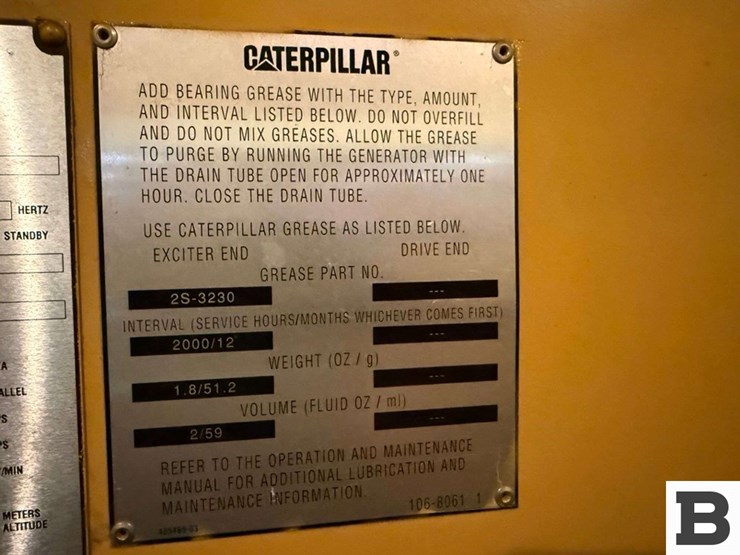 CATERPILLAR®
ADD BEARING GREASE WITH THE TYPE, AMOUNT,
AND INTERVAL LISTED BELOW. DO NOT OVERFILL
AND DO NOT MIX GREASES. ALLOW THE GREASE
TO PURGE BY RUNNING THE GENERATOR WITH
THE DRAIN TUBE OPEN FOR APPROXIMATELY ONE
HOUR. CLOSE THE DRAIN TUBE.
USE CATERPILLAR GREASE AS LISTED BELOW.
EXCITER END DRIVE END
GREASE PART NO.
2S-3230 ---
INTERVAL (SERVICE HOURS/MONTHS WHICHEVER COMES FIRST)
2000/12 ---
WEIGHT (OZ / g)
1.8/51.2 ---
VOLUME (FLUID OZ / ml)
2/59 ---
REFER TO THE OPERATION AND MAINTENANCE
MANUAL FOR ADDITIONAL LUBRICATION AND
MAINTENANCE INFORMATION.
106-8061 1
HERTZ
STANDBY
A
ALLEL
S
PS
/MIN
METERS
ALTITUDE
B